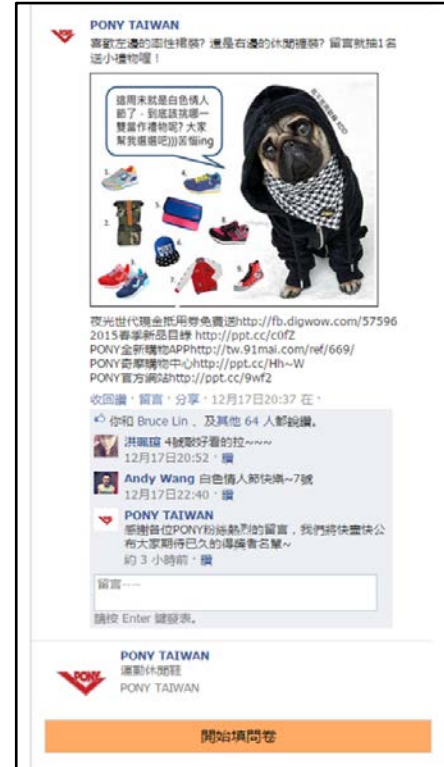 PONY TAIWAN
喜歡左邊的率性裙裝? 還是右邊的休閒褲裝? 留言就抽1名
送小禮物喔！
這周末就是白色情人
節了，到底該挑哪一
雙當作禮物呢? 大家
幫我選選吧)))苦惱ing
1.
2.
3.
4.
5.
6.
7.
8.
9.
夜光世代現金抵用券免費送http://fb.digwow.com/57596
2015春季新品目錄 http://ppt.cc/c0fZ
PONY全新購物APPhttp://tw.91mai.com/ref/669/
PONY奇摩購物中心http://ppt.cc/Hh~W
PONY官方網站http://ppt.cc/9wf2
收回讚・留言・分享・12月17日20:37 在・
你和 Bruce Lin 、及其他 64 人都說讚。
洪珮瑄 4號敲好看的拉~~~
12月17日20:52・讚
Andy Wang 白色情人節快樂~7號
12月17日22:40・讚
PONY TAIWAN
感謝各位PONY粉絲熱烈的留言，我們將快盡快公
布大家期待已久的得獎者名單~
約 3 小時前・讚
留言……
請按 Enter 鍵發表。
PONY
PONY TAIWAN
運動休閒鞋
PONY TAIWAN
開始填問卷